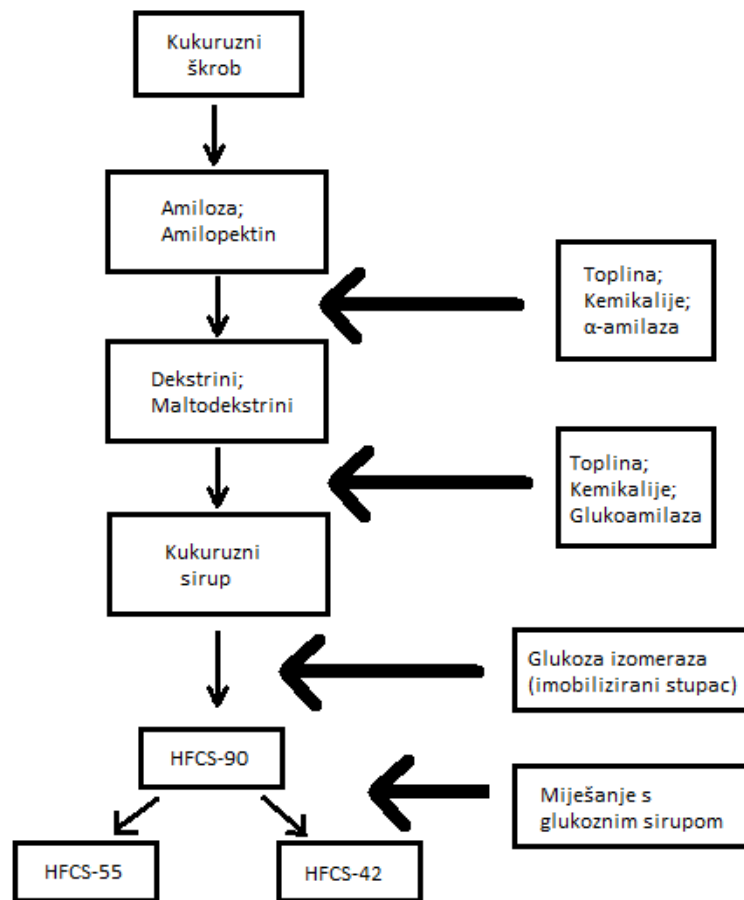 Kukuruzni
škrob
Amiloza;
Amilopektin
Toplina;
Kemikalije;
α-amilaza
Dekstrini;
Maltodekstrini
Toplina;
Kemikalije;
Glukoamilaza
Kukuruzni
sirup
Glukoza izomeraza
(imobilizirani stupac)
HFCS-90
Miješanje s
glukoznim sirupom
HFCS-55
HFCS-42